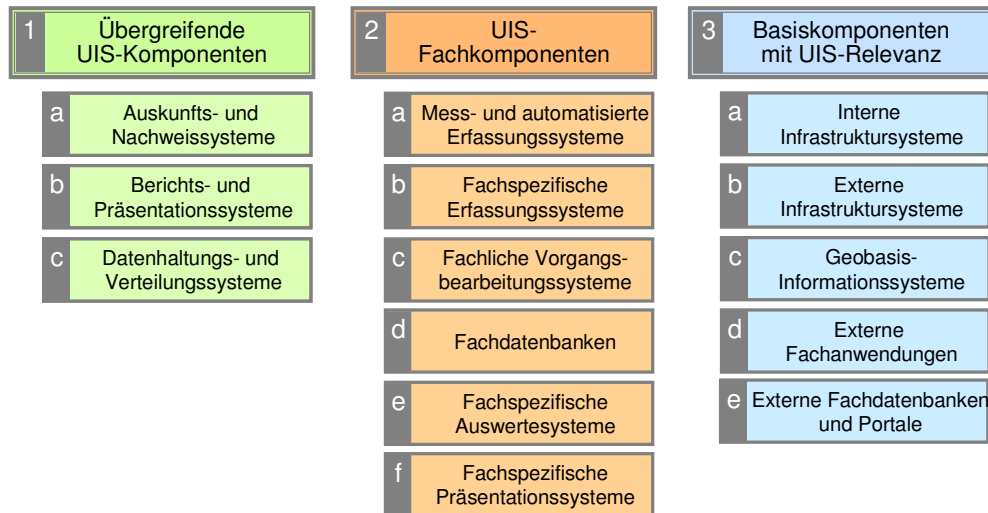 1
Übergreifende
UIS-Komponenten
a
Auskunfts- und
Nachweissysteme
b
Berichts- und
Präsentationssysteme
c
Datenhaltungs- und
Verteilungssysteme
2
UIS-
Fachkomponenten
a
Mess- und automatisierte
Erfassungssysteme
b
Fachspezifische
Erfassungssysteme
c
Fachliche Vorgangs-
bearbeitungssysteme
d
Fachdatenbanken
e
Fachspezifische
Auswertesysteme
f
Fachspezifische
Präsentationssysteme
3
Basiskomponenten
mit UIS-Relevanz
a
Interne
Infrastruktursysteme
b
Externe
Infrastruktursysteme
c
Geobasis-
Informationssysteme
d
Externe
Fachanwendungen
e
Externe Fachdatenbanken
und Portale